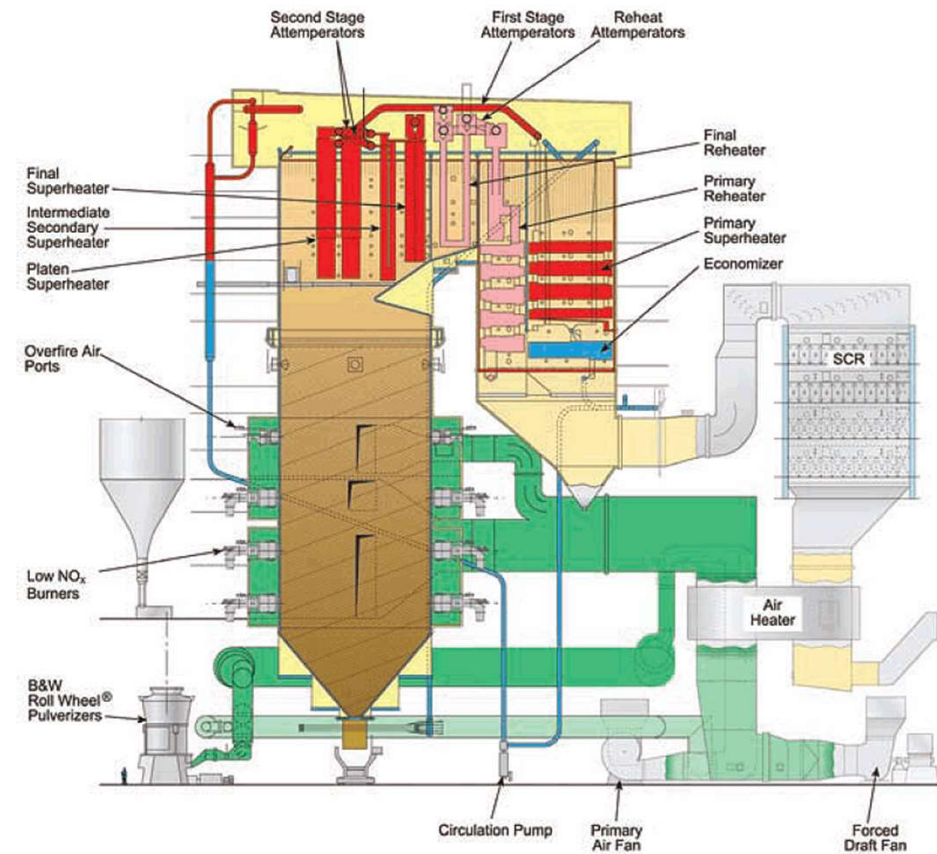 Second Stage
Attemperators
First Stage
Attemperators
Reheat
Attemperators
Final
Reheater
Final
Superheater
Primary
Reheater
Intermediate
Secondary
Superheater
Primary
Superheater
Platen
Superheater
Economizer
Overfire Air
Ports
SCR
Low NOx
Burners
Air
Heater
B&W
Roll Wheel®
Pulverizers
Circulation Pump
Primary
Air Fan
Forced
Draft Fan